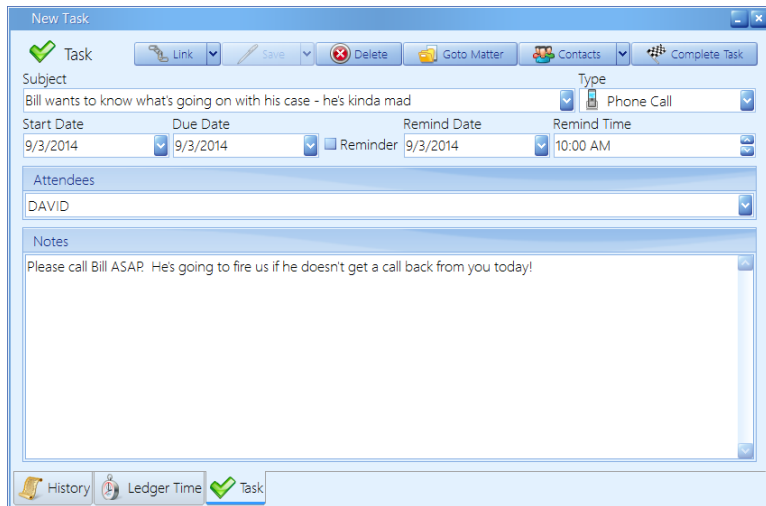 New Task
Task Link Save Delete Goto Matter Contacts Complete Task
Subject Type
Bill wants to know what's going on with his case - he's kinda mad Phone Call
Start Date Due Date Remind Date Remind Time
9/3/2014 9/3/2014 Reminder 9/3/2014 10:00 AM
Attendees
DAVID
Notes
Please call Bill ASAP. He's going to fire us if he doesn't get a call back from you today!
History Ledger Time Task